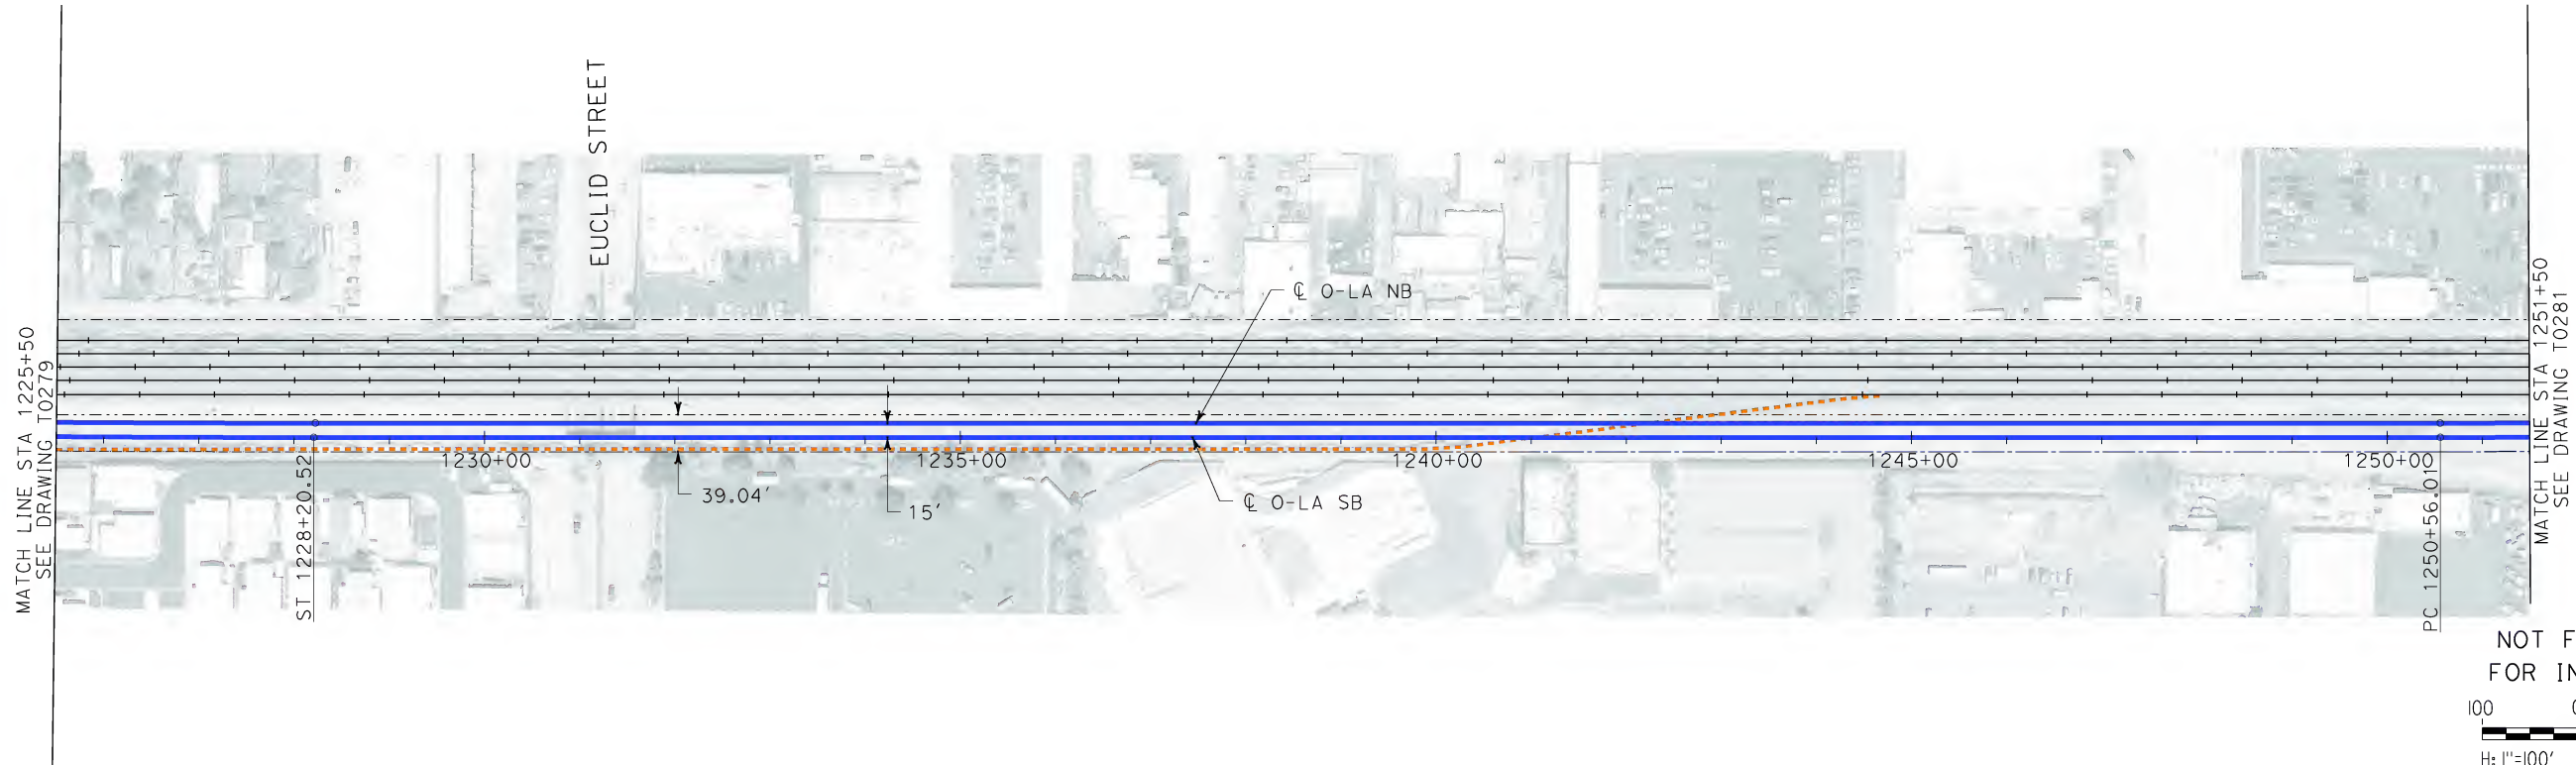 MATCH LINE STA 1225+50
SEE DRAWING T0279
EUCLID STREET
℄ O-LA NB
MATCH LINE STA 1251+50
SEE DRAWING T0281
ST 1228+20.52
1230+00
1235+00
1240+00
1245+00
1250+00
39.04'
15'
℄ O-LA SB
PC 1250+56.01
NOT F
FOR IN
100
H: 1"=100'